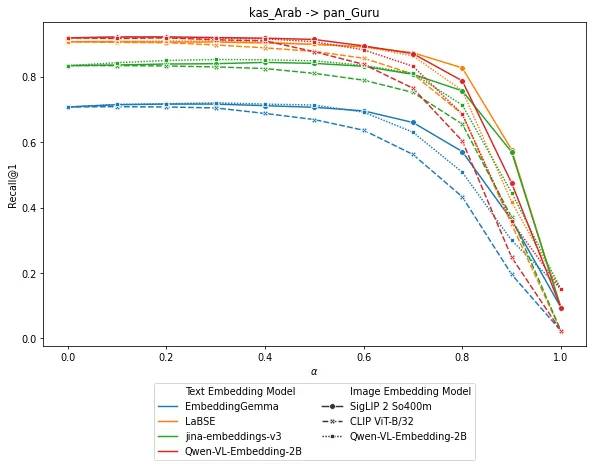 kas_Arab -> pan_Guru
Recall@1
0.8
0.6
0.4
0.2
0.0
0.0 0.2 0.4 0.6 0.8 1.0
α
Text Embedding Model
EmbeddingGemma
LaBSE
jina-embeddings-v3
Qwen-VL-Embedding-2B
Image Embedding Model
SigLIP 2 So400m
CLIP ViT-B/32
Qwen-VL-Embedding-2B